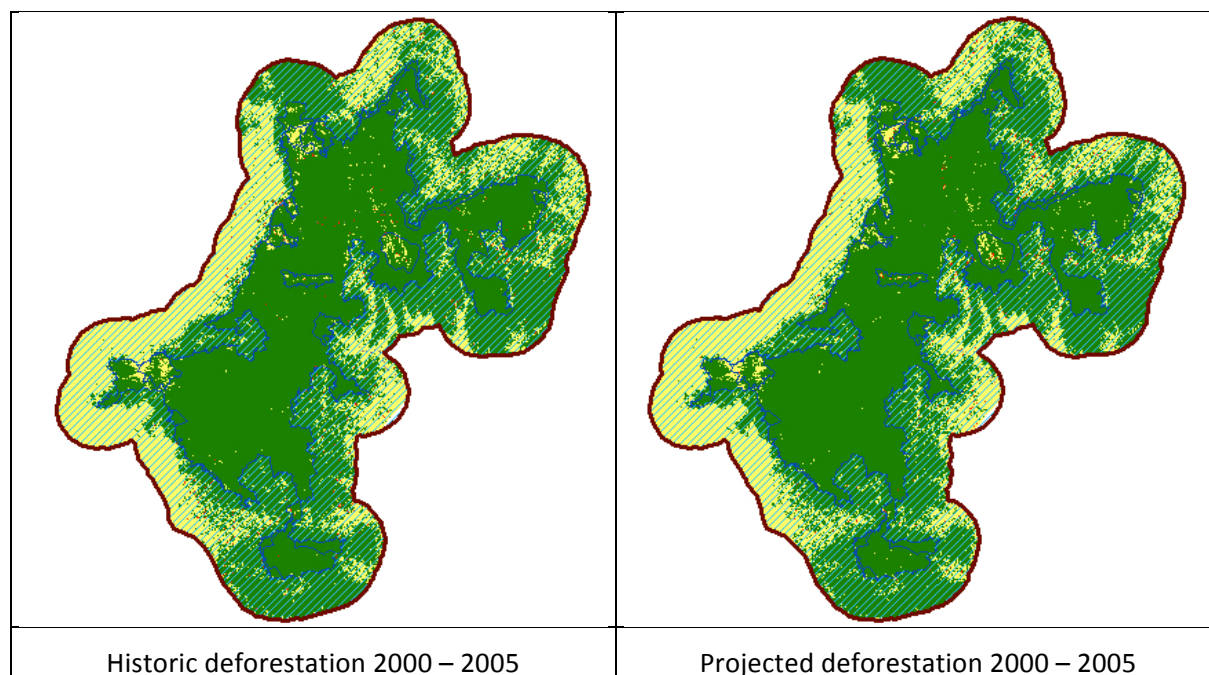 Historic deforestation 2000 – 2005
Projected deforestation 2000 – 2005